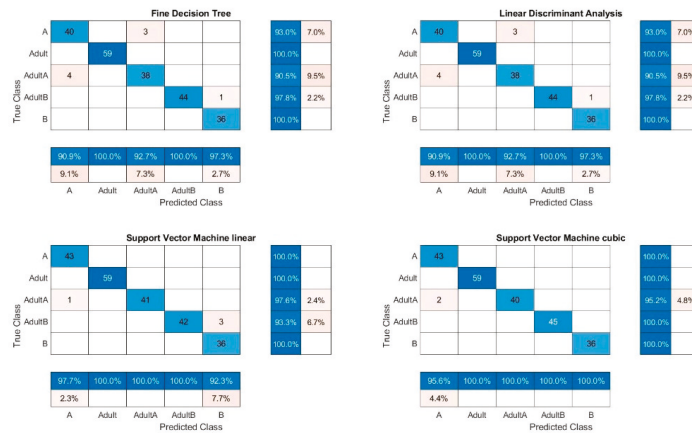 Fine Decision Tree
A 40 3 93.0% 7.0%
Adult 59 100.0%
AdultA 4 38 90.5% 9.5%
AdultB 44 1 97.8% 2.2%
B 36 100.0%
True Class
90.9% 100.0% 92.7% 100.0% 97.3%
9.1% 7.3% 2.7%
A Adult AdultA AdultB B
Predicted Class
Linear Discriminant Analysis
A 40 3 93.0% 7.0%
Adult 59 100.0%
AdultA 4 38 90.5% 9.5%
AdultB 44 1 97.8% 2.2%
B 36 100.0%
True Class
90.9% 100.0% 92.7% 100.0% 97.3%
9.1% 7.3% 2.7%
A Adult AdultA AdultB B
Predicted Class
Support Vector Machine linear
A 43 100.0%
Adult 59 100.0%
AdultA 1 41 97.6% 2.4%
AdultB 42 3 93.3% 6.7%
B 36 100.0%
True Class
97.7% 100.0% 100.0% 100.0% 92.3%
2.3% 7.7%
A Adult AdultA AdultB B
Predicted Class
Support Vector Machine cubic
A 43 100.0%
Adult 59 100.0%
AdultA 2 40 95.2% 4.8%
AdultB 45 100.0%
B 36 100.0%
True Class
95.6% 100.0% 100.0% 100.0% 100.0%
4.4%
A Adult AdultA AdultB B
Predicted Class